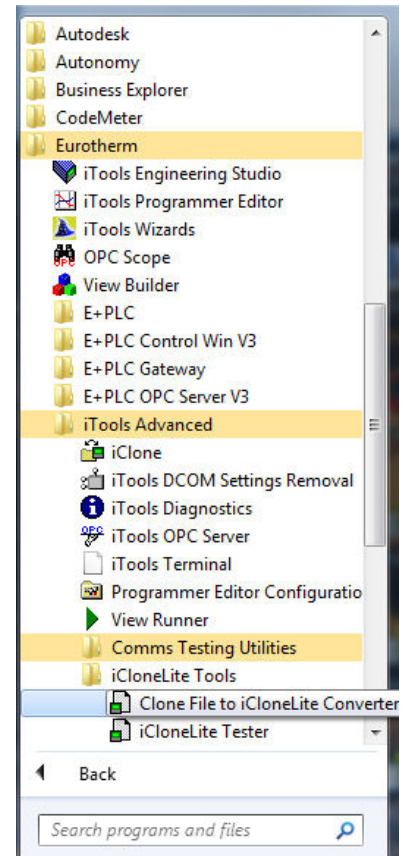 Autodesk
Autonomy
Business Explorer
CodeMeter
Eurotherm
iTools Engineering Studio
iTools Programmer Editor
iTools Wizards
OPC Scope
View Builder
E+PLC
E+PLC Control Win V3
E+PLC Gateway
E+PLC OPC Server V3
iTools Advanced
iClone
iTools DCOM Settings Removal
iTools Diagnostics
OPC iTools OPC Server
iTools Terminal
Programmer Editor Configuratio
View Runner
Comms Testing Utilities
iCloneLite Tools
Clone File to iCloneLite Converter
iCloneLite Tester
Back
Search programs and files